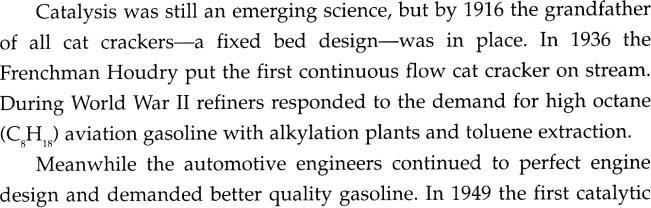 Catalysis was still an emerging science, but by 1916 the grandfather
of all cat crackers—a fixed bed design—was in place. In 1936 the
Frenchman Houdry put the first continuous flow cat cracker on stream.
During World War II refiners responded to the demand for high octane
(C₈H₁₈) aviation gasoline with alkylation plants and toluene extraction.
Meanwhile the automotive engineers continued to perfect engine
design and demanded better quality gasoline. In 1949 the first catalytic